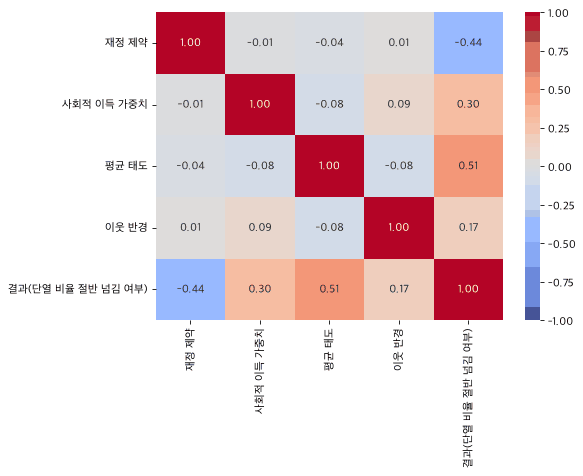 재정 제약 1.00 -0.01 -0.04 0.01 -0.44
사회적 이득 가중치 -0.01 1.00 -0.08 0.09 0.30
평균 태도 -0.04 -0.08 1.00 -0.08 0.51
이웃 반경 0.01 0.09 -0.08 1.00 0.17
결과(단열 비율 절반 넘김 여부) -0.44 0.30 0.51 0.17 1.00
재정 제약
사회적 이득 가중치
평균 태도
이웃 반경
결과(단열 비율 절반 넘김 여부)
1.00
0.75
0.50
0.25
0.00
-0.25
-0.50
-0.75
-1.00